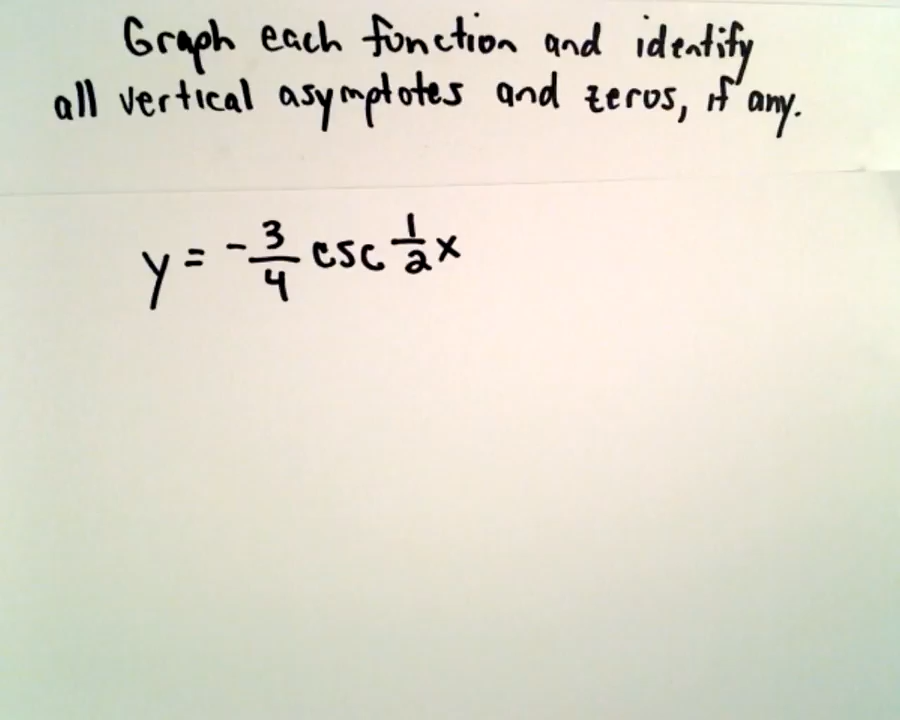 Graph each function and identify
all vertical asymptotes and zeros, if any.
y = -3/4 csc 1/2 x